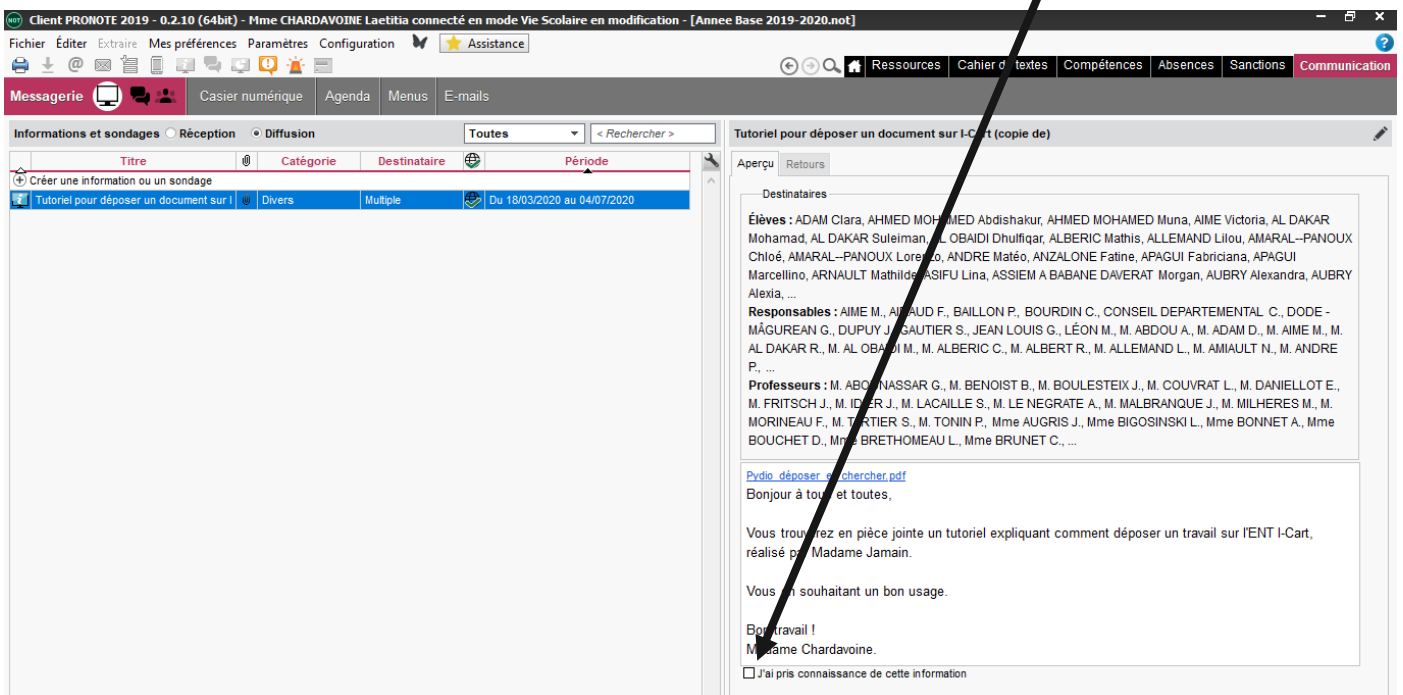 Client PRONOTE 2019 - 0.2.10 (64bit) - Mme CHARDAVOINE Laetitia connecté en mode Vie Scolaire en modification - [Annee Base 2019-2020.not]
Fichier Éditer Extraire Mes préférences Paramètres Configuration Assistance
Ressources Cahier de textes Compétences Absences Sanctions Communication
Messagerie Casier numérique Agenda Menus E-mails
Informations et sondages Réception Diffusion Toutes < Rechercher >
Titre Catégorie Destinataire Période
Créer une information ou un sondage
Tutoriel pour déposer un document sur I Divers Multiple Du 18/03/2020 au 04/07/2020
Tutoriel pour déposer un document sur I-Cart (copie de)
Aperçu Retours
Destinataires
Élèves : ADAM Clara, AHMED MOHAMED Abdishakur, AHMED MOHAMED Muna, AIME Victoria, AL DAKAR
Mohamad, AL DAKAR Suleiman, AL OBAIDI Dhulfiqar, ALBERIC Mathis, ALLEMAND Lilou, AMARAL--PANOUX
Chloé, AMARAL--PANOUX Lorenzo, ANDRE Matéo, ANZALONE Fatine, APAGUI Fabriciana, APAGUI
Marcellino, ARNAULT Mathilde, ASIFU Lina, ASSIEM A BABANE DAVERAT Morgan, AUBRY Alexandra, AUBRY
Alexia, ...
Responsables : AIME M., F., BAILLON P., BOURDIN C., CONSEIL DEPARTEMENTAL C., DODE -
MÂGUREAN G., DUPUY J., GAUTIER S., JEAN LOUIS G., LÉON M., M. ABDOU A., M. ADAM D., M. AIME M., M.
AL DAKAR R., M. AL OBAIDI M., M. ALBERIC C., M. ALBERT R., M. ALLEMAND L., M. AMIAULT N., M. ANDRE
P., ...
Professeurs : M. NASSAR G., M. BENOIST B., M. BOULESTEIX J., M. COUVRAT L., M. DANIELLOT E.,
M. FRITSCH J., M. J., M. LACAILLE S., M. LE NEGRATE A., M. MALBRANQUE J., M. MILHERES M., M.
MORINEAU F., M. S., M. TONIN P., Mme AUGRIS J., Mme BIGOSINSKI L., Mme BONNET A., Mme
BOUCHET D., Mme BRETHOMEAU L., Mme BRUNET C., ...
Pydio déposer et chercher.pdf
Bonjour à tous et toutes,
Vous trouverez en pièce jointe un tutoriel expliquant comment déposer un travail sur l'ENT I-Cart,
réalisé par Madame Jamain.
Vous en souhaitant un bon usage.
Bon travail !
Madame Chardavoine.
J'ai pris connaissance de cette information